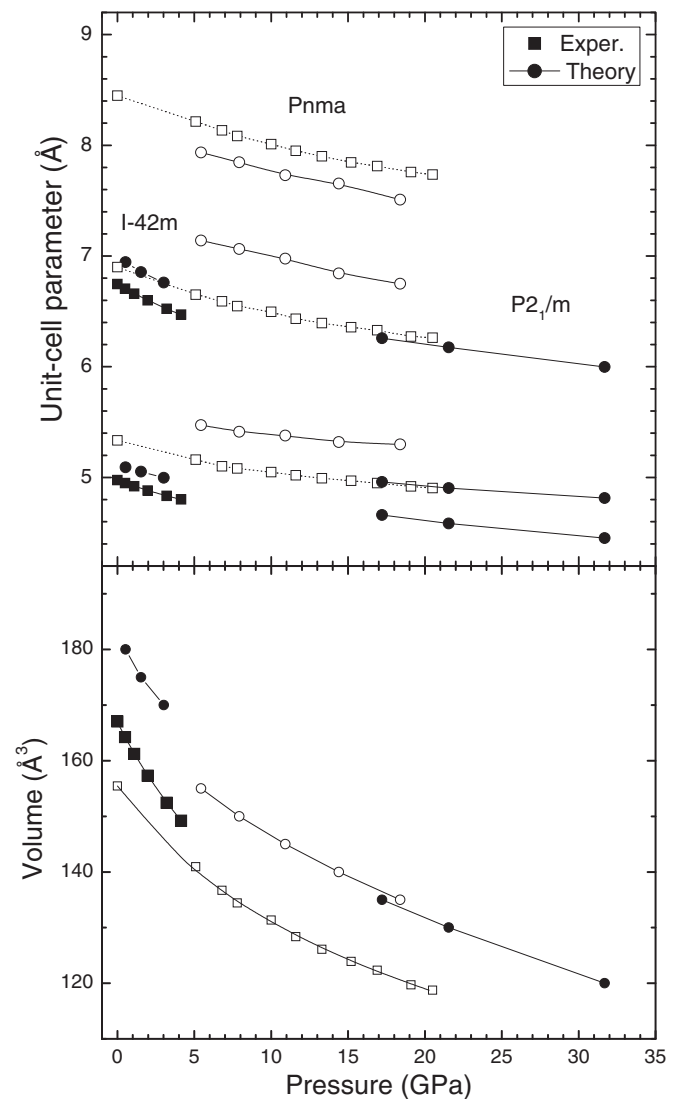 9
8
7
6
5
Unit-cell parameter (Å)
Exper.
Theory
Pnma
I-42m
P2₁/m
180
160
140
120
Volume (Å³)
0 5 10 15 20 25 30 35
Pressure (GPa)